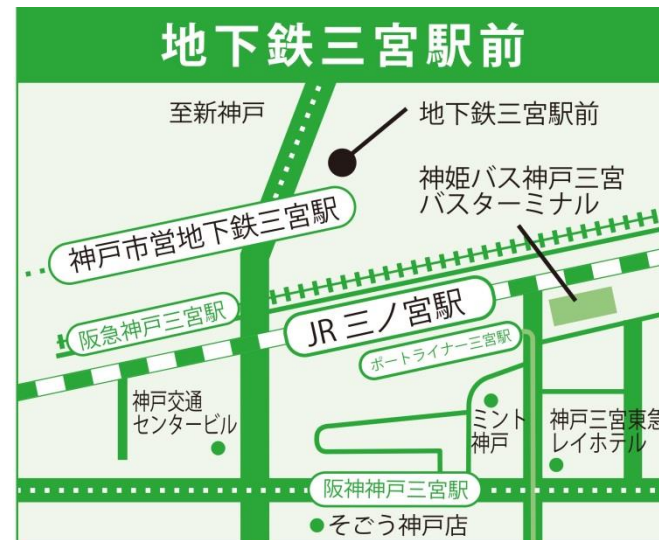 地下鉄三宮駅前
至新神戸
地下鉄三宮駅前
神姫バス神戸三宮
バスターミナル
神戸市営地下鉄三宮駅
阪急神戸三宮駅
JR 三ノ宮駅
ポートライナー三宮駅
神戸交通
センタービル
ミント
神戸
神戸三宮東急
レイホテル
阪神神戸三宮駅
そごう神戸店